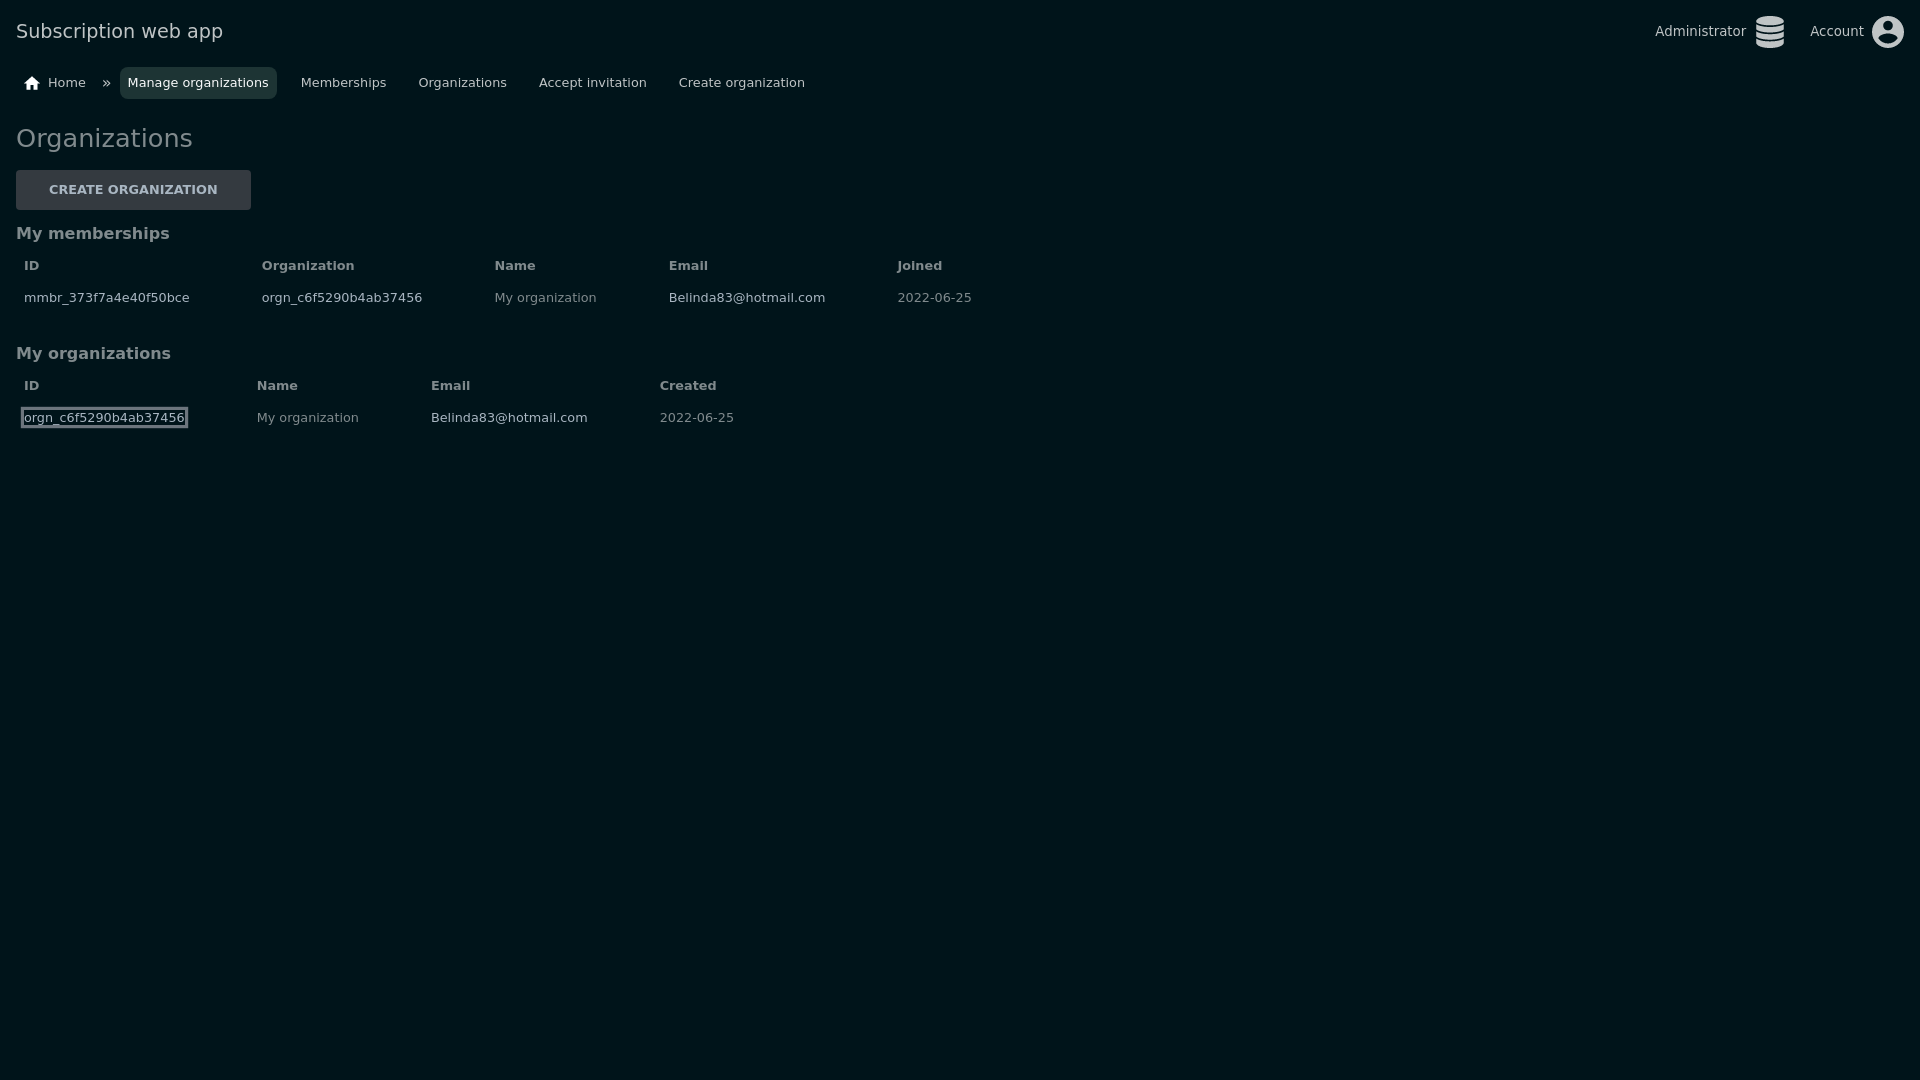 Subscription web app
Administrator
Account
Home » Manage organizations Memberships Organizations Accept invitation Create organization
Organizations
CREATE ORGANIZATION
My memberships
ID Organization Name Email Joined
mmbr_373f7a4e40f50bce orgn_c6f5290b4ab37456 My organization Belinda83@hotmail.com 2022-06-25
My organizations
ID Name Email Created
orgn_c6f5290b4ab37456 My organization Belinda83@hotmail.com 2022-06-25